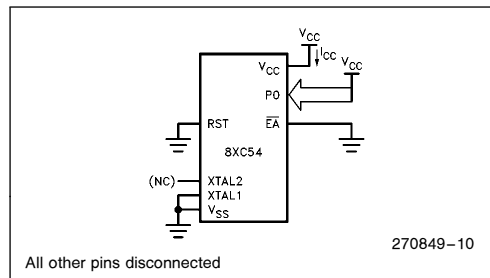 VCC
ICC
VCC
VCC
P0
RST
EA
8XC54
(NC)
XTAL2
XTAL1
VSS
270849–10
All other pins disconnected